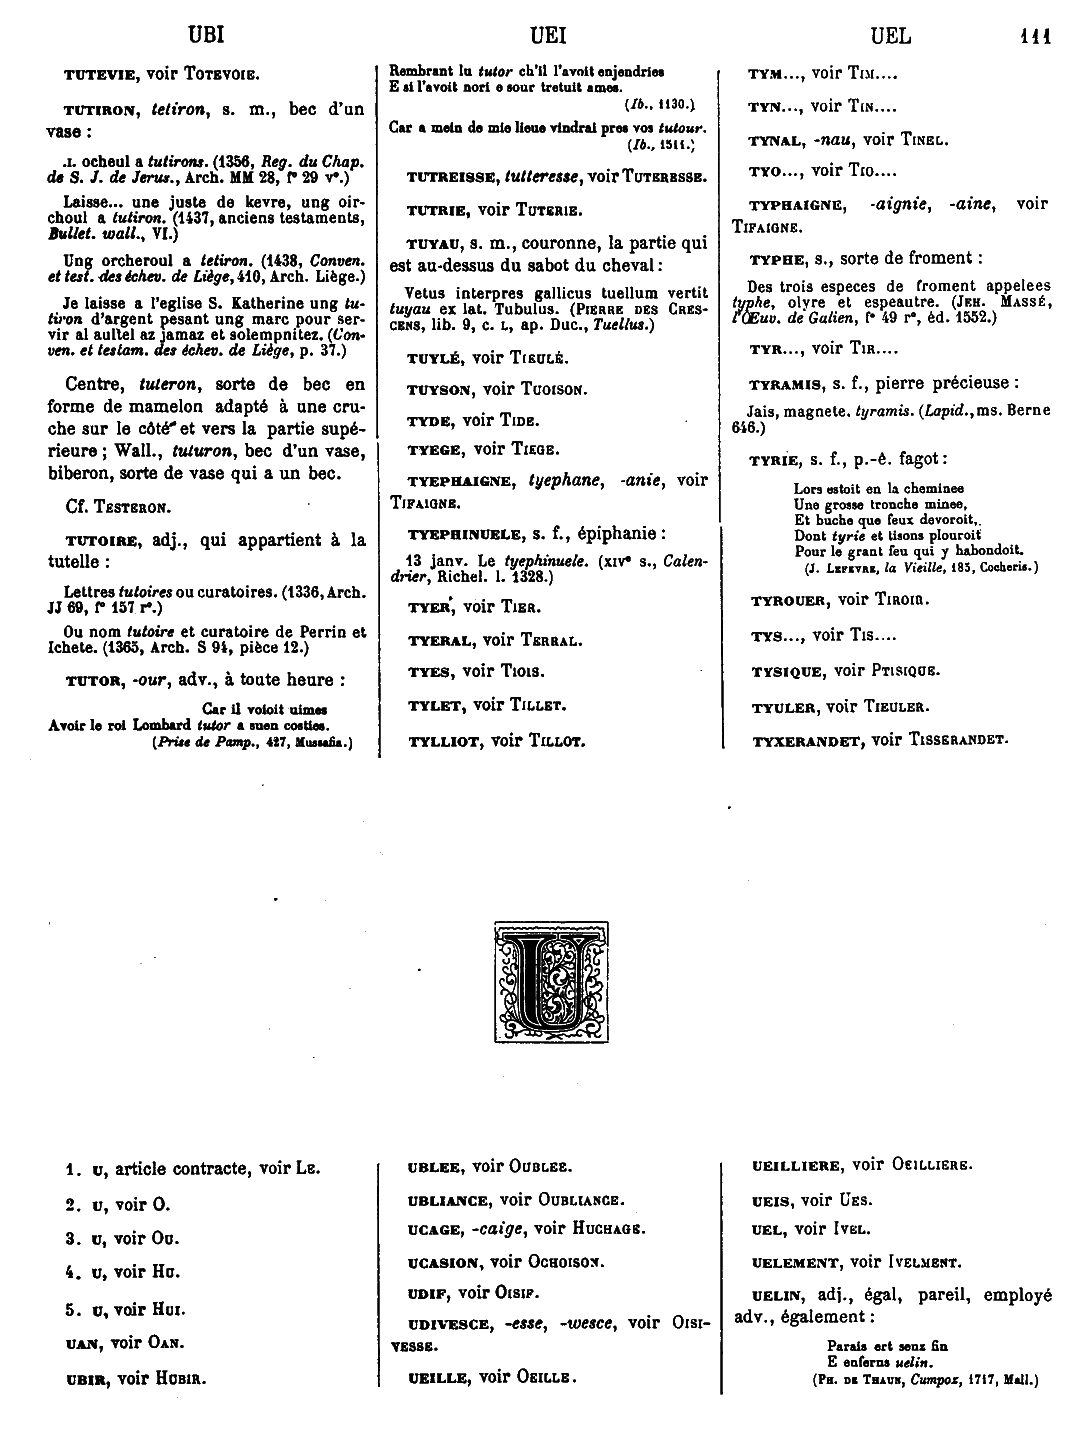 UBI UEI UEL 111
TUTEVIE, voir TOTEVOIE.
TUTIRON, tetiron, s. m., bec d'un
vase :
.I. ocheul a tutirons. (1356, Reg. du Chap.
de S. J. de Jerus., Arch. MM 28, f° 29 v°.)
Laisse... une juste de kevre, ung oir-
choul a tutiron. (1437, anciens testaments,
Bullet. wall., VI.)
Ung orcheroul a tetiron. (1438, Conven.
et test. des échev. de Liège, 410, Arch. Liège.)
Je laisse a l'eglise S. Katherine ung tu-
tiron d'argent pesant ung marc pour ser-
vir al aultel az jamaz et solempnitez. (Con-
ven. et testam. des échev. de Liège, p. 37.)
Centre, tuteron, sorte de bec en
forme de mamelon adapté à une cru-
che sur le côté et vers la partie supé-
rieure ; Wall., tuturon, bec d'un vase,
biberon, sorte de vase qui a un bec.
Cf. TESTERON.
TUTOIRE, adj., qui appartient à la
tutelle :
Lettres tutoires ou curatoires. (1336, Arch.
JJ 69, f° 157 r°.)
Ou nom tutoire et curatoire de Perrin et
Ichete. (1365, Arch. S 94, pièce 12.)
TUTOR, -our, adv., à toute heure :
Car il voloit uimes
Avoir le roi Lombard tutor a suen costies.
(Prise de Pamp., 427, Mussafia.)
Rembrant lu tutor ch'il l'avoit enjendries
E si l'avoit nori e sour tretuit ames.
(Ib., 1130.)
Car a mein de mie lieue vindrai pres vos tutour.
(Ib., 1511.)
TUTREISSE, tutteresse, voir TUTERESSE.
TUTRIE, voir TUTERIE.
TUYAU, s. m., couronne, la partie qui
est au-dessus du sabot du cheval :
Vetus interpres gallicus tuellum vertit
tuyau ex lat. Tubulus. (PIERRE DES CRES-
CENS, lib. 9, c. L, ap. Duc., Tuellus.)
TUYLÉ, voir TIEULÉ.
TUYSON, voir TUOISON.
TYDE, voir TIDE.
TYEGE, voir TIEGE.
TYEPHAIGNE, tyephane, -anie, voir
TIFAIGNE.
TYEPHINUELE, s. f., épiphanie :
13 janv. Le tyephinuele. (XIV° s., Calen-
drier, Richel. l. 1328.)
TYER, voir TIER.
TYERAL, voir TERRAL.
TYES, voir TIOIS.
TYLET, voir TILLET.
TYLLIOT, voir TILLOT.
TYM..., voir TIM....
TYN..., voir TIN....
TYNAL, -nau, voir TINEL.
TYO..., voir TIO....
TYPHAIGNE, -aignie, -aine, voir
TIFAIGNE.
TYPHE, s., sorte de froment :
Des trois especes de froment appelees
typhe, olyre et espeautre. (JEH. MASSÉ,
l'Œuv. de Galien, f° 49 r°, éd. 1552.)
TYR..., voir TIR....
TYRAMIS, s. f., pierre précieuse :
Jais, magnete. tyramis. (Lapid., ms. Berne
646.)
TYRIE, s. f., p.-ê. fagot :
Lors estoit en la cheminee
Une grosse tronche minee,
Et buche que feux devoroit,
Dont tyrie et tisons plouroit
Pour le grant feu qui y habondoit.
(J. LEFEVRE, la Vieille, 185, Cocheris.)
TYROUER, voir TIROIR.
TYS..., voir TIS....
TYSIQUE, voir PTISIQUE.
TYULER, voir TIEULER.
TYXERANDET, voir TISSERANDET.
U
1. U, article contracte, voir LE.
2. U, voir O.
3. U, voir OU.
4. U, voir HU.
5. U, voir HUI.
UAN, voir OAN.
UBIR, voir HUBIR.
UBLEE, voir OUBLEE.
UBLIANCE, voir OUBLIANCE.
UCAGE, -caige, voir HUCHAGE.
UCASION, voir OCHOISON.
UDIF, voir OISIF.
UDIVESCE, -esse, -wesce, voir OISI-
VESSE.
UEILLE, voir OEILLE.
UEILLIERE, voir OEILLIERE.
UEIS, voir UES.
UEL, voir IVEL.
UELEMENT, voir IVELMENT.
UELIN, adj., égal, pareil, employé
adv., également :
Parais ert senz fin
E enferns uelin.
(PH. DE THAUN, Cumpoz, 1717, Mall.)